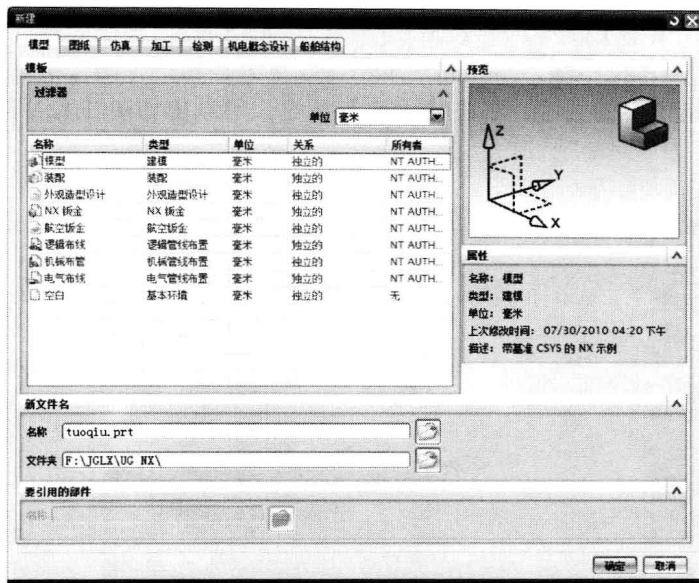 新建
模型 图纸 仿真 加工 检测 机电概念设计 船舶结构
模板
过滤器
单位 毫米
名称 类型 单位 关系 所有者
模型 建模 毫米 独立的 NT AUTH...
装配 装配 毫米 独立的 NT AUTH...
外观造型设计 外观造型设计 毫米 独立的 NT AUTH...
NX 钣金 NX 钣金 毫米 独立的 NT AUTH...
航空钣金 航空钣金 毫米 独立的 NT AUTH...
逻辑布线 逻辑管线布置 毫米 独立的 NT AUTH...
机械布管 机械管线布置 毫米 独立的 NT AUTH...
电气布线 电气管线布置 毫米 独立的 NT AUTH...
空白 基本环境 毫米 独立的 无
预览
Z
Y
X
属性
名称: 模型
类型: 建模
单位: 毫米
上次修改时间: 07/30/2010 04:20 下午
描述: 带基准 CSYS 的 NX 示例
新文件名
名称 tuoqiu.prt
文件夹 F:\JGLX\UG NX\
要引用的部件
名称
确定 取消